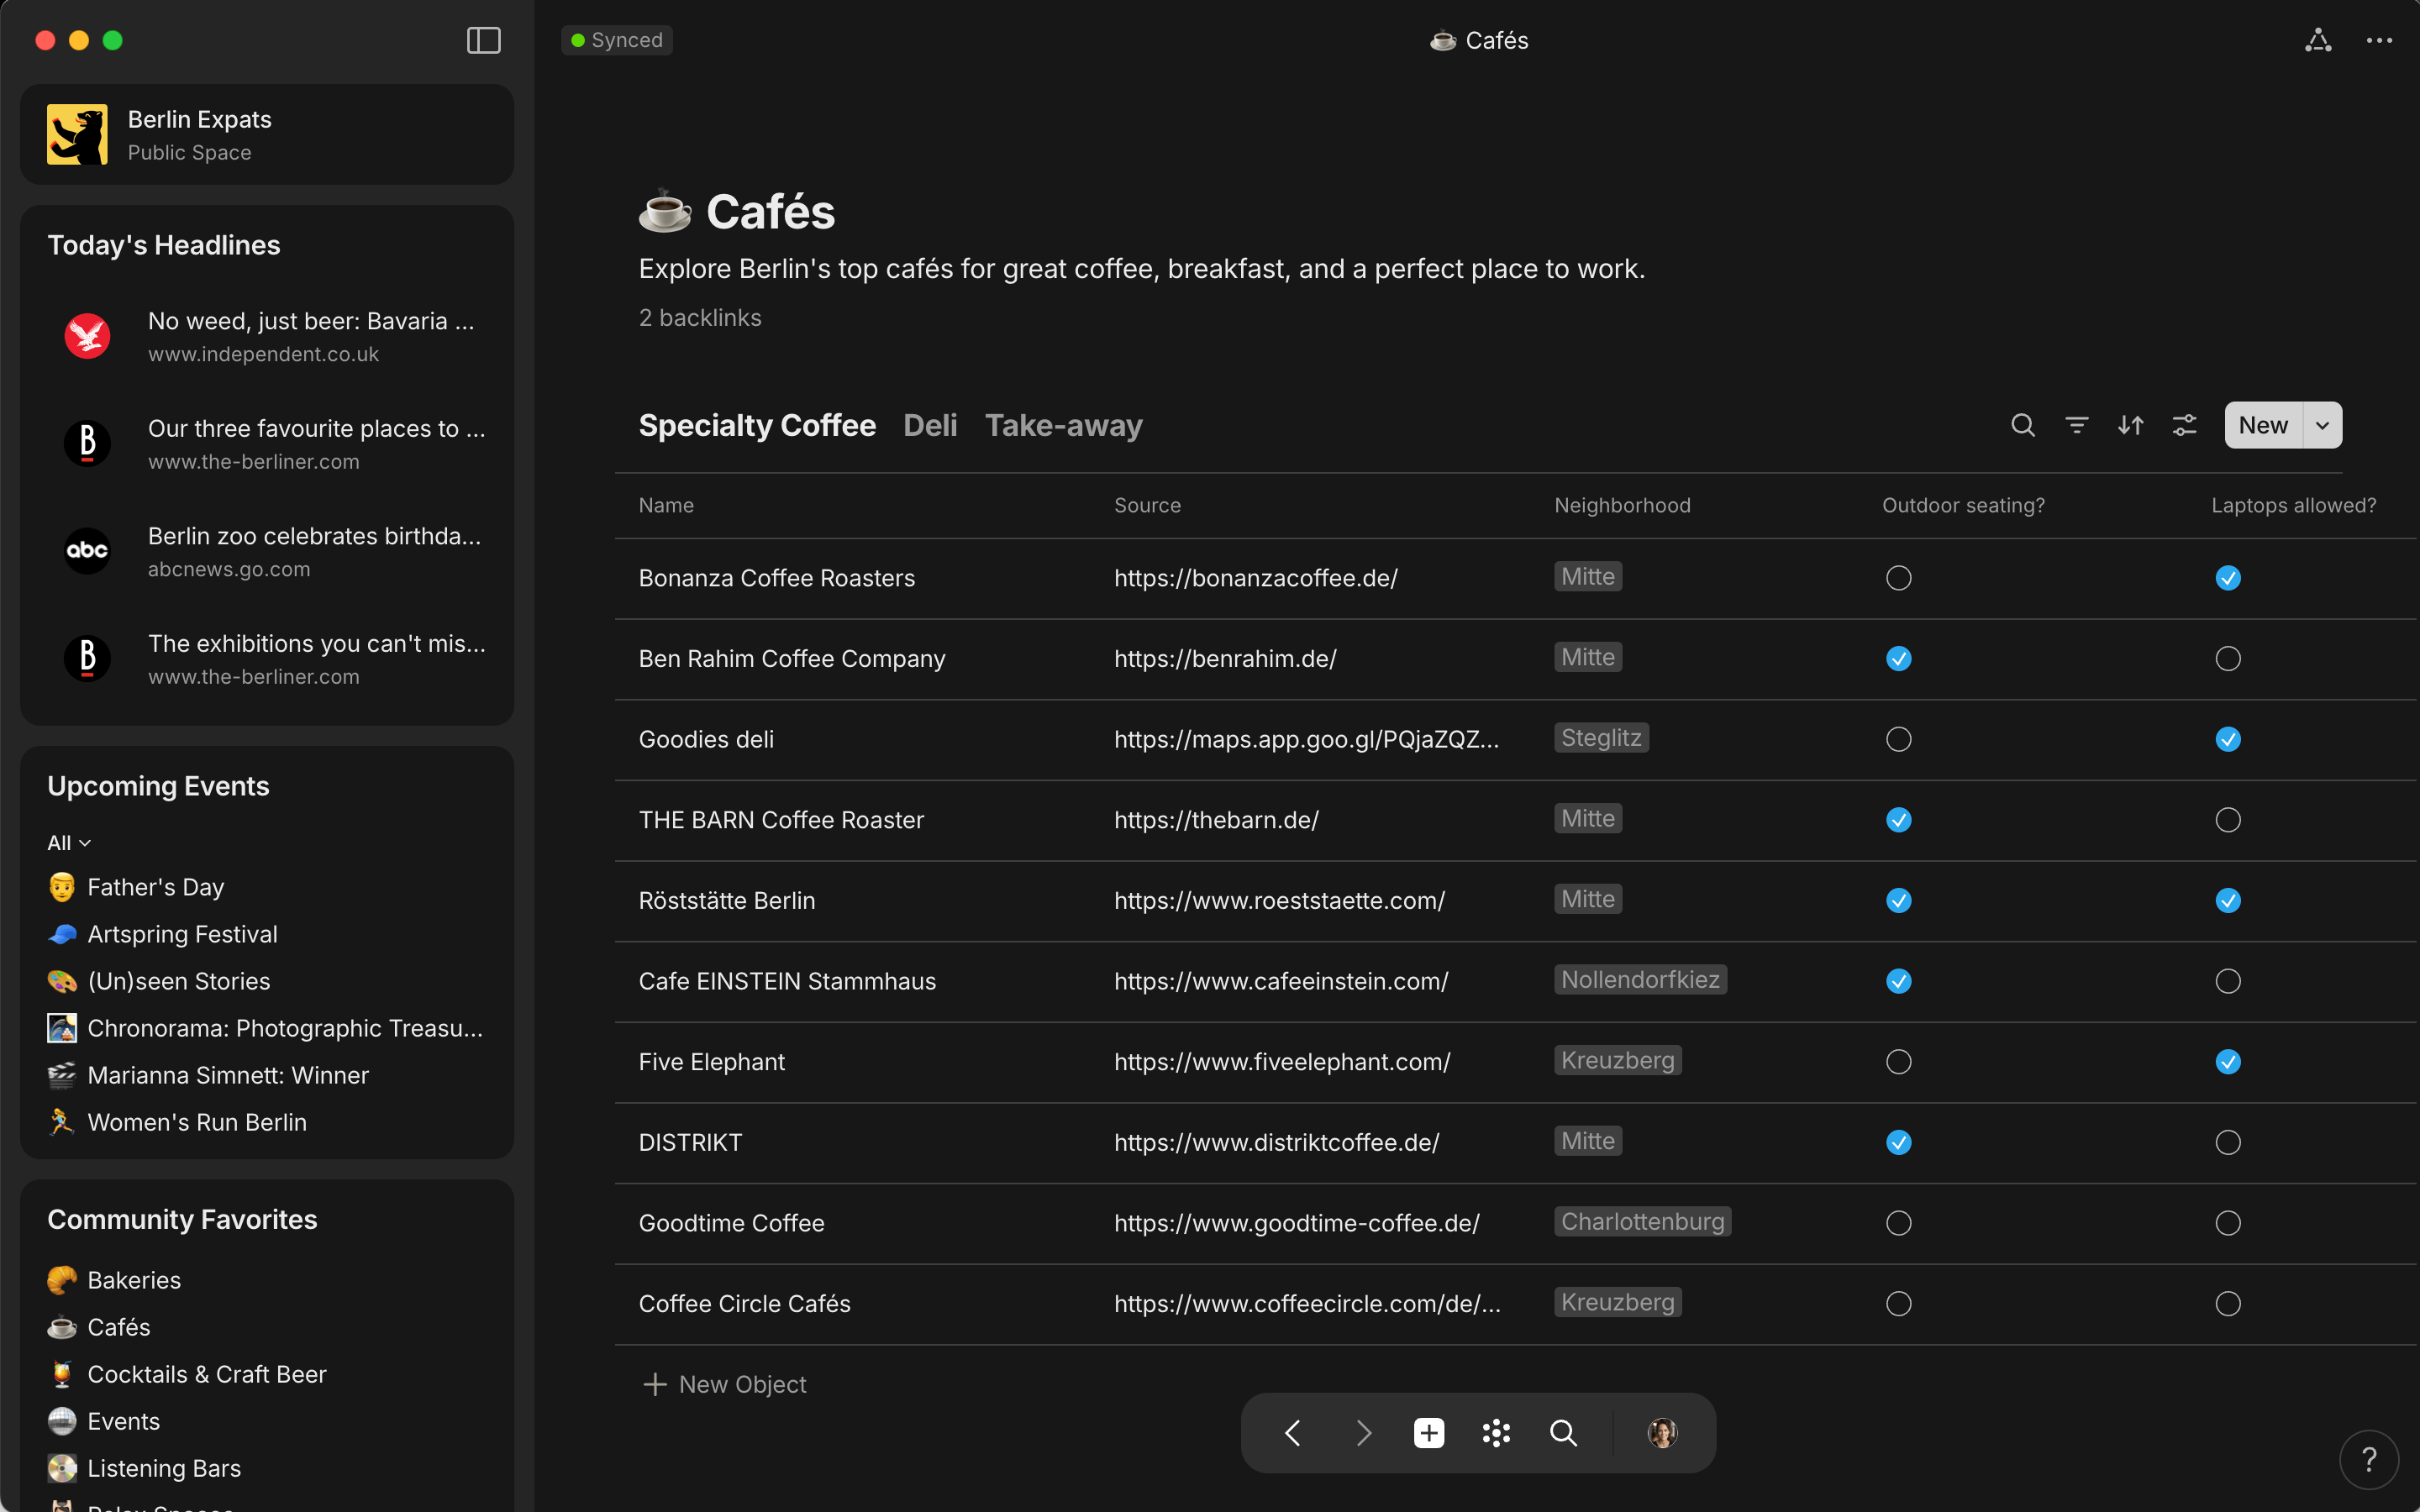 Synced
☕ Cafés
Berlin Expats
Public Space
Today's Headlines
No weed, just beer: Bavaria ...
www.independent.co.uk
B
Our three favourite places to ...
www.the-berliner.com
abc
Berlin zoo celebrates birthda...
abcnews.go.com
B
The exhibitions you can't mis...
www.the-berliner.com
Upcoming Events
All
Father's Day
Artspring Festival
(Un)seen Stories
Chronorama: Photographic Treasu...
Marianna Simnett: Winner
Women's Run Berlin
Community Favorites
Bakeries
Cafés
Cocktails & Craft Beer
Events
Listening Bars
Cafés
Explore Berlin's top cafés for great coffee, breakfast, and a perfect place to work.
2 backlinks
Specialty Coffee Deli Take-away New
Name Source Neighborhood Outdoor seating? Laptops allowed?
Bonanza Coffee Roasters https://bonanzacoffee.de/ Mitte
Ben Rahim Coffee Company https://benrahim.de/ Mitte
Goodies deli https://maps.app.goo.gl/PQjaZQZ... Steglitz
THE BARN Coffee Roaster https://thebarn.de/ Mitte
Röststätte Berlin https://www.roeststaette.com/ Mitte
Cafe EINSTEIN Stammhaus https://www.cafeeinstein.com/ Nollendorfkiez
Five Elephant https://www.fiveelephant.com/ Kreuzberg
DISTRIKT https://www.distriktcoffee.de/ Mitte
Goodtime Coffee https://www.goodtime-coffee.de/ Charlottenburg
Coffee Circle Cafés https://www.coffeecircle.com/de/... Kreuzberg
New Object
?